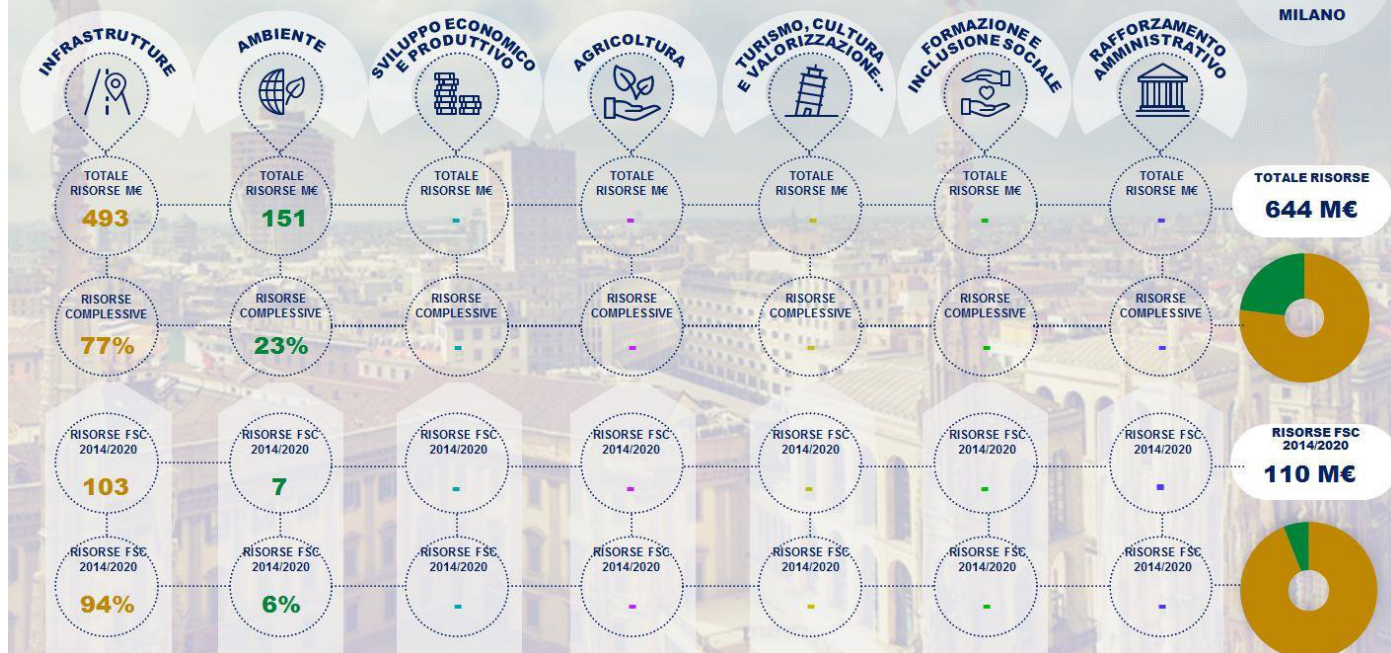 MILANO
INFRASTRUTTURE
AMBIENTE
SVILUPPO ECONOMICO
E PRODUTTIVO
AGRICOLTURA
TURISMO, CULTURA
E VALORIZZAZIONE...
FORMAZIONE E
INCLUSIONE SOCIALE
RAFFORZAMENTO
AMMINISTRATIVO
TOTALE
RISORSE M€
493
TOTALE
RISORSE M€
151
TOTALE
RISORSE M€
-
TOTALE
RISORSE M€
-
TOTALE
RISORSE M€
-
TOTALE
RISORSE M€
-
TOTALE
RISORSE M€
-
TOTALE RISORSE
644 M€
RISORSE
COMPLESSIVE
77%
RISORSE
COMPLESSIVE
23%
RISORSE
COMPLESSIVE
-
RISORSE
COMPLESSIVE
-
RISORSE
COMPLESSIVE
-
RISORSE
COMPLESSIVE
-
RISORSE
COMPLESSIVE
-
RISORSE FSC
2014/2020
103
RISORSE FSC
2014/2020
7
RISORSE FSC
2014/2020
-
RISORSE FSC
2014/2020
-
RISORSE FSC
2014/2020
-
RISORSE FSC
2014/2020
-
RISORSE FSC
2014/2020
-
RISORSE FSC
2014/2020
110 M€
RISORSE FSC
2014/2020
94%
RISORSE FSC
2014/2020
6%
RISORSE FSC
2014/2020
-
RISORSE FSC
2014/2020
-
RISORSE FSC
2014/2020
-
RISORSE FSC
2014/2020
-
RISORSE FSC
2014/2020
-